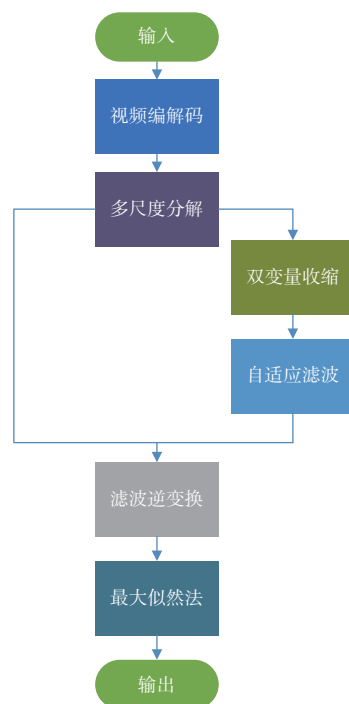 输入
视频编解码
多尺度分解
双变量收缩
自适应滤波
滤波逆变换
最大似然法
输出